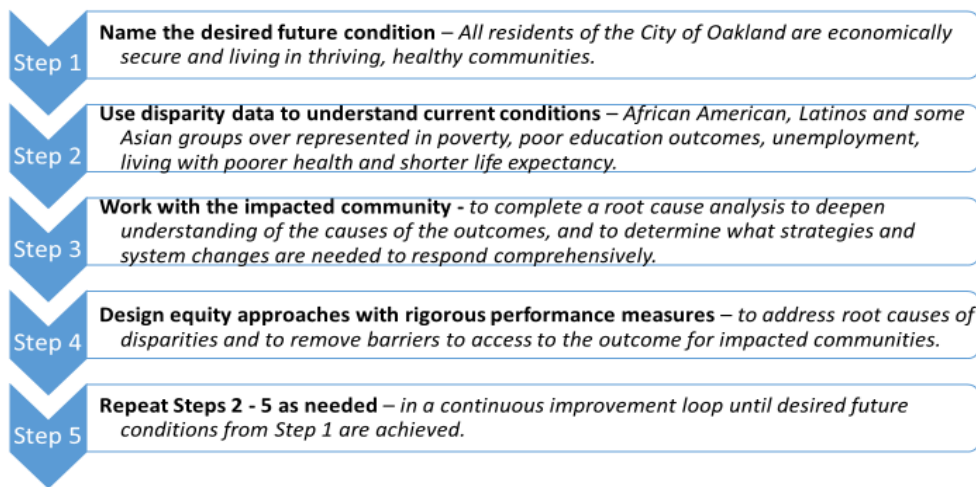 Step 1
Name the desired future condition – All residents of the City of Oakland are economically
secure and living in thriving, healthy communities.
Step 2
Use disparity data to understand current conditions – African American, Latinos and some
Asian groups over represented in poverty, poor education outcomes, unemployment,
living with poorer health and shorter life expectancy.
Step 3
Work with the impacted community - to complete a root cause analysis to deepen
understanding of the causes of the outcomes, and to determine what strategies and
system changes are needed to respond comprehensively.
Step 4
Design equity approaches with rigorous performance measures – to address root causes of
disparities and to remove barriers to access to the outcome for impacted communities.
Step 5
Repeat Steps 2 - 5 as needed – in a continuous improvement loop until desired future
conditions from Step 1 are achieved.